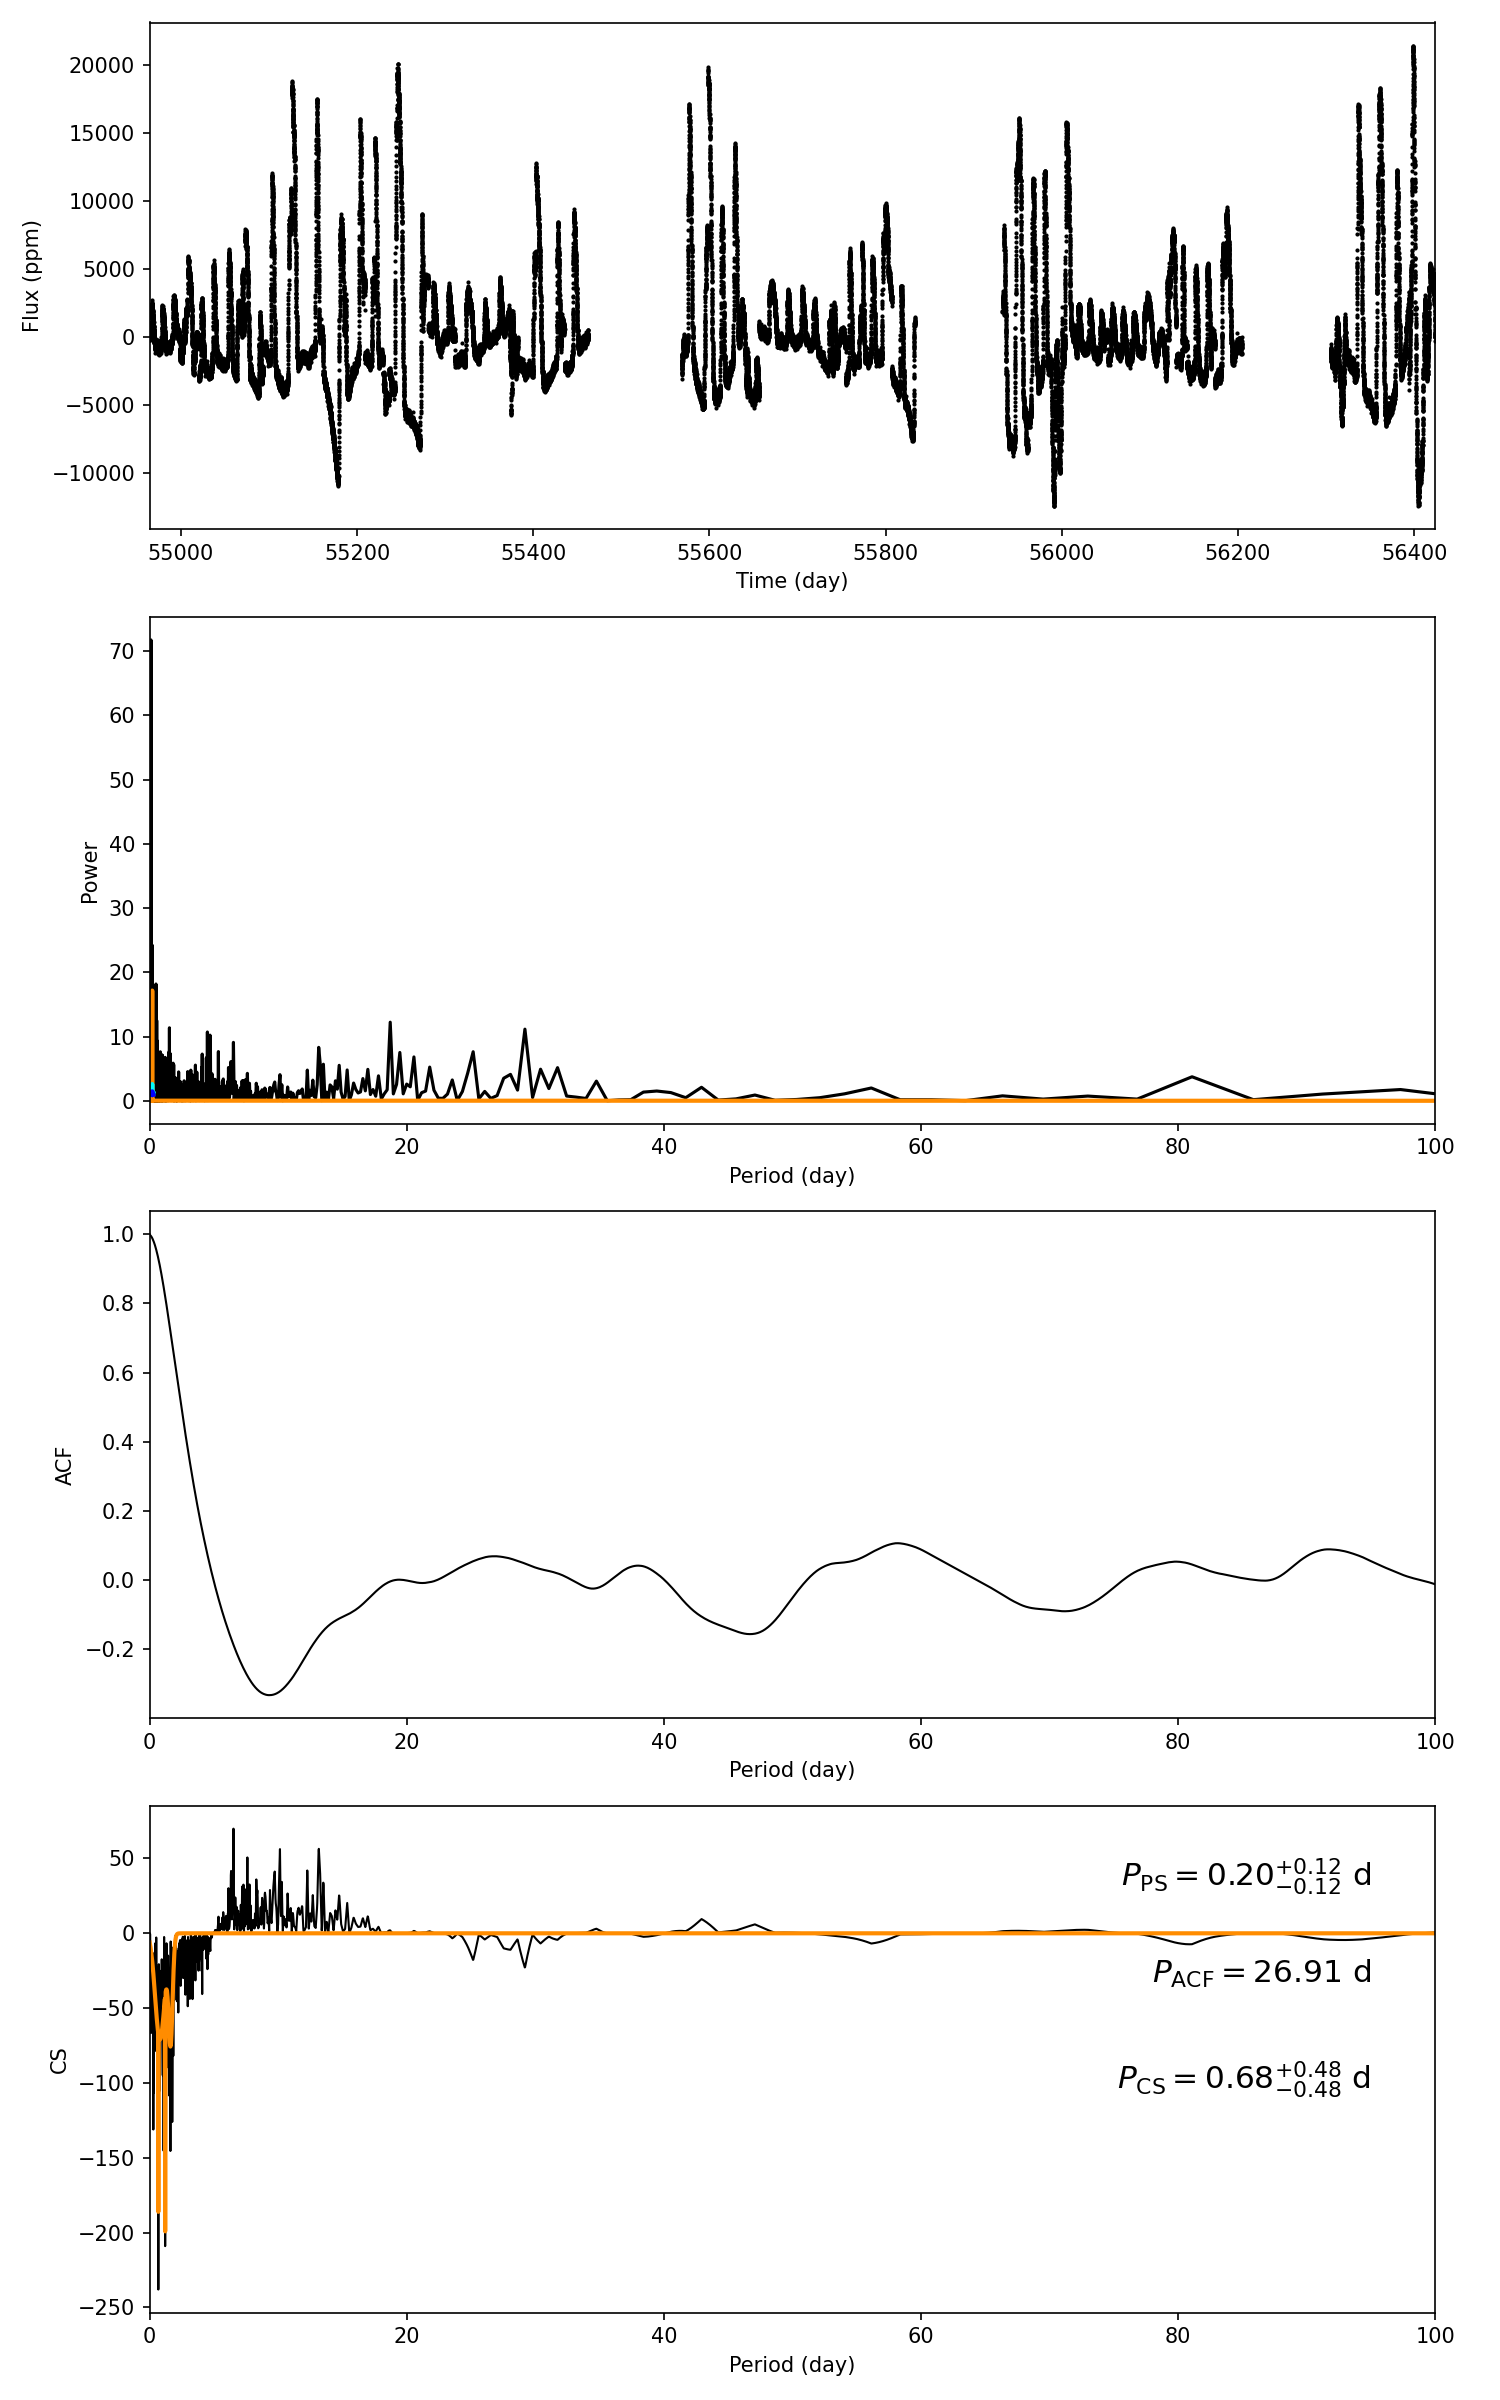 20000
15000
10000
5000
0
−5000
−10000
Flux (ppm)
55000 55200 55400 55600 55800 56000 56200 56400
Time (day)
70
60
50
40
30
20
10
0
Power
0 20 40 60 80 100
Period (day)
1.0
0.8
0.6
0.4
0.2
0.0
−0.2
ACF
0 20 40 60 80 100
Period (day)
50
0
−50
−100
−150
−200
−250
CS
P_PS = 0.20^{+0.12}_{−0.12} d
P_ACF = 26.91 d
P_CS = 0.68^{+0.48}_{−0.48} d
0 20 40 60 80 100
Period (day)